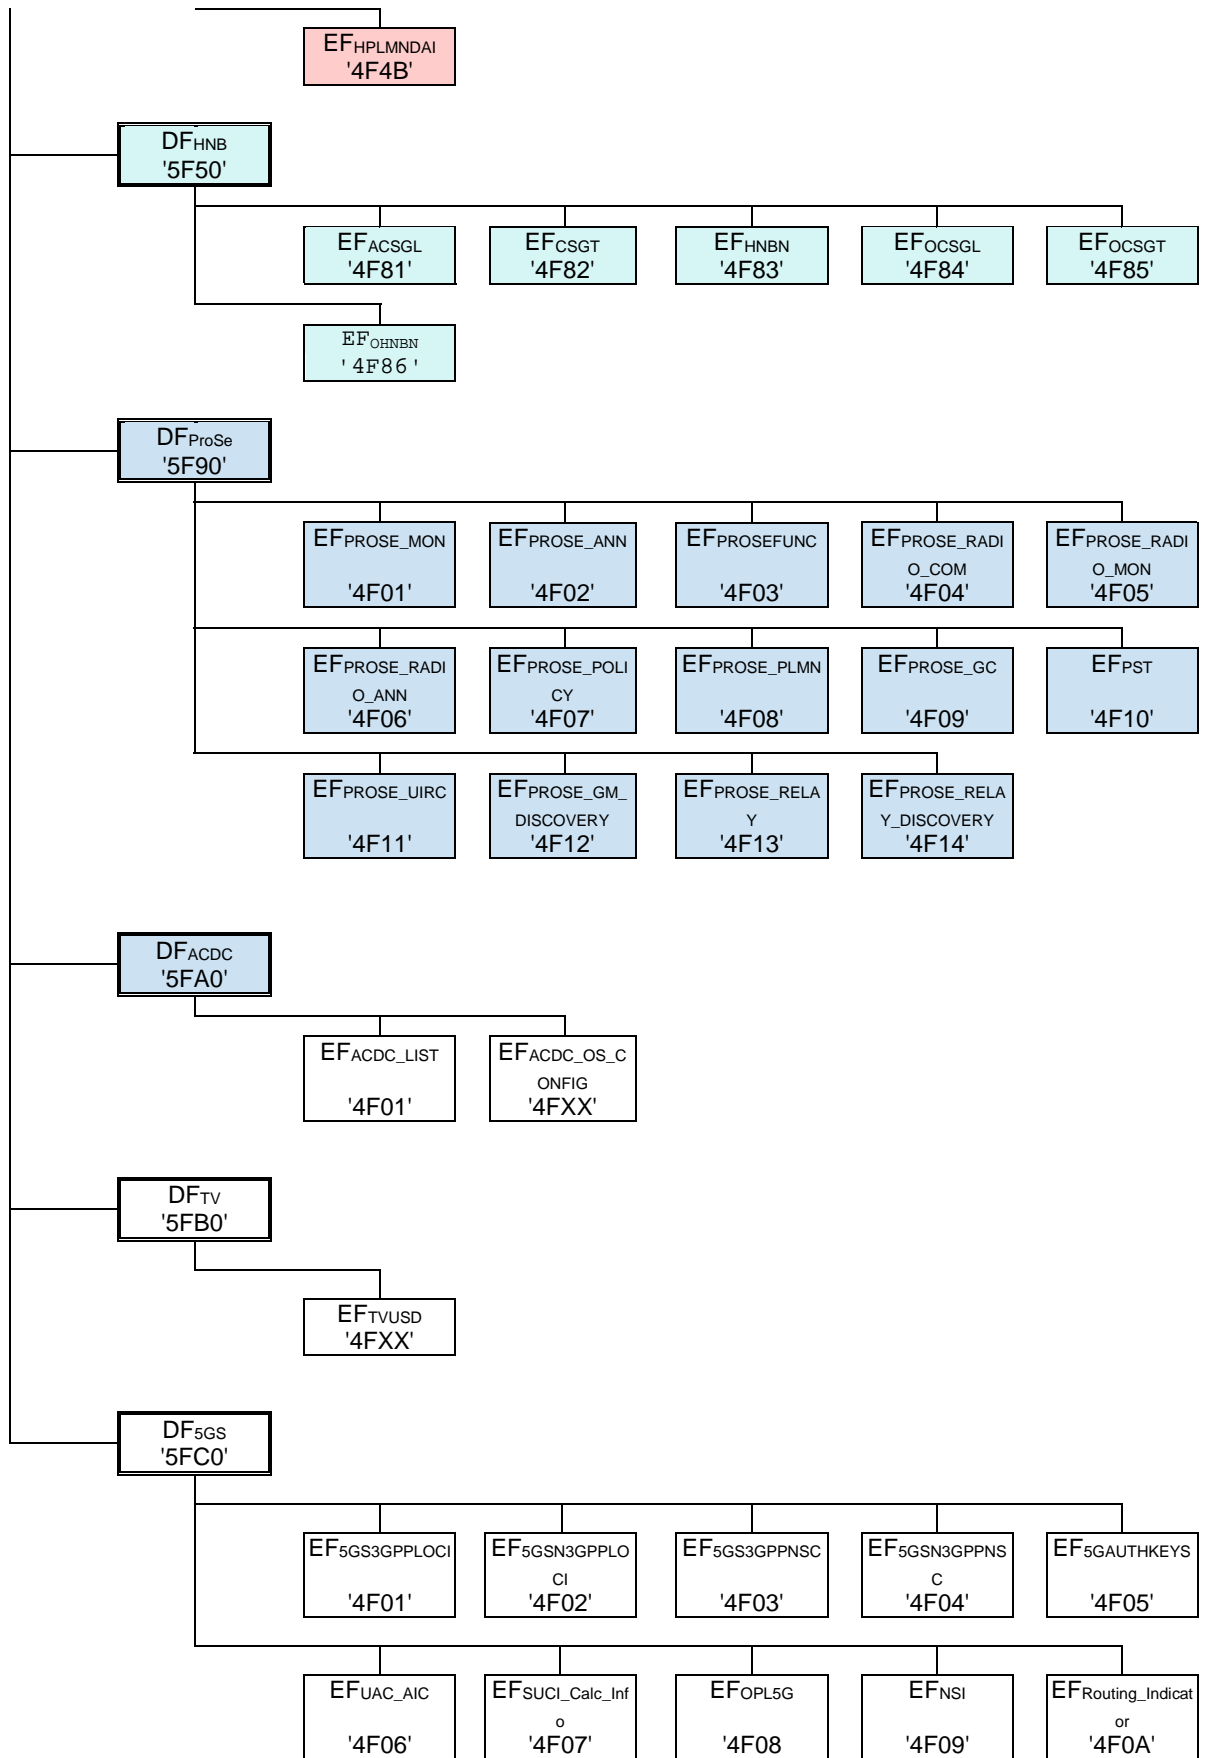 EFHPLMNDAI
'4F4B'
DFHNB
'5F50'
EFACSGL
'4F81'
EFCSGT
'4F82'
EFHNBN
'4F83'
EFOCSGL
'4F84'
EFOCSGT
'4F85'
EFOHNBN
'4F86'
DFProSe
'5F90'
EFPROSE_MON
'4F01'
EFPROSE_ANN
'4F02'
EFPROSEFUNC
'4F03'
EFPROSE_RADI
O_COM
'4F04'
EFPROSE_RADI
O_MON
'4F05'
EFPROSE_RADI
O_ANN
'4F06'
EFPROSE_POLI
CY
'4F07'
EFPROSE_PLMN
'4F08'
EFPROSE_GC
'4F09'
EFPST
'4F10'
EFPROSE_UIRC
'4F11'
EFPROSE_GM_
DISCOVERY
'4F12'
EFPROSE_RELA
Y
'4F13'
EFPROSE_RELA
Y_DISCOVERY
'4F14'
DFACDC
'5FA0'
EFACDC_LIST
'4F01'
EFACDC_OS_C
ONFIG
'4FXX'
DFTV
'5FB0'
EFTVUSD
'4FXX'
DF5GS
'5FC0'
EF5GS3GPPLOCI
'4F01'
EF5GSN3GPPLO
CI
'4F02'
EF5GS3GPPNSC
'4F03'
EF5GSN3GPPNS
C
'4F04'
EF5GAUTHKEYS
'4F05'
EFUAC_AIC
'4F06'
EFSUCI_Calc_Inf
o
'4F07'
EFOPL5G
'4F08
EFNSI
'4F09'
EFRouting_Indicat
or
'4F0A'